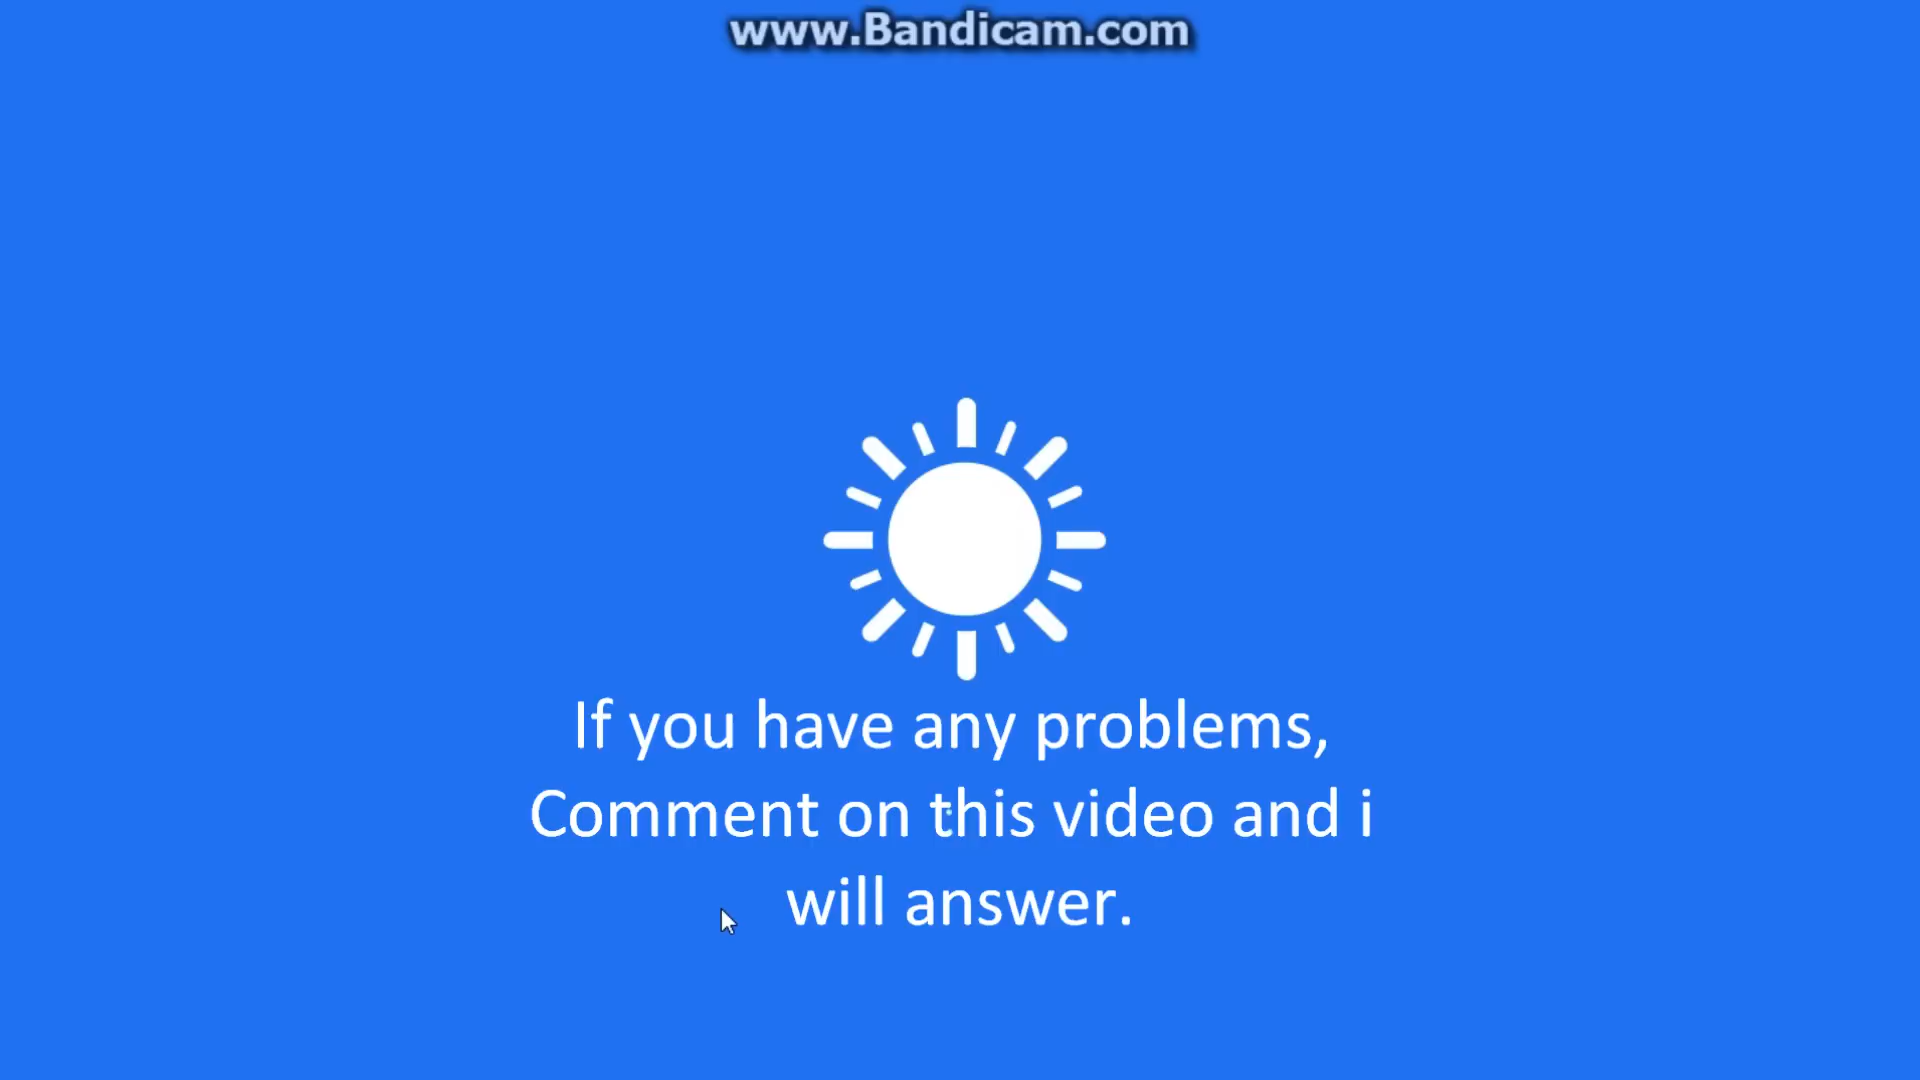 www.Bandicam.com
If you have any problems,
Comment on this video and i
will answer.